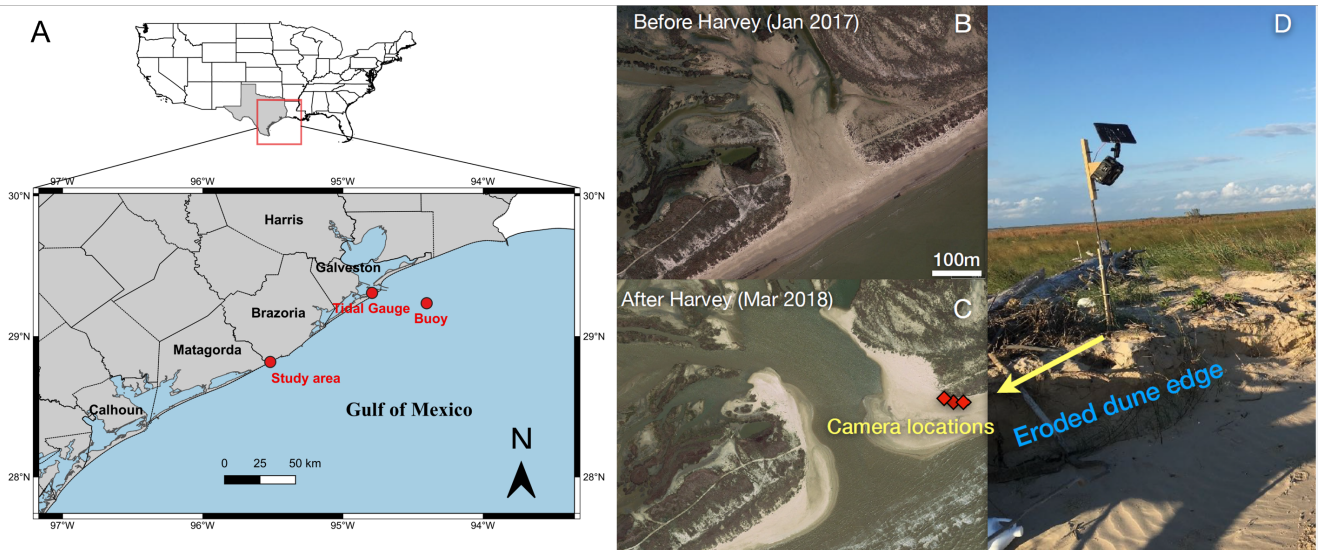 A
Before Harvey (Jan 2017)
B
D
97°W
96°W
95°W
94°W
30°N
30°N
Harris
Galveston
Tidal Gauge
Buoy
Brazoria
29°N
29°N
Matagorda
Study area
Calhoun
Gulf of Mexico
N
0 25 50 km
28°N
28°N
97°W
96°W
95°W
94°W
100m
After Harvey (Mar 2018)
C
Camera locations
Eroded dune edge